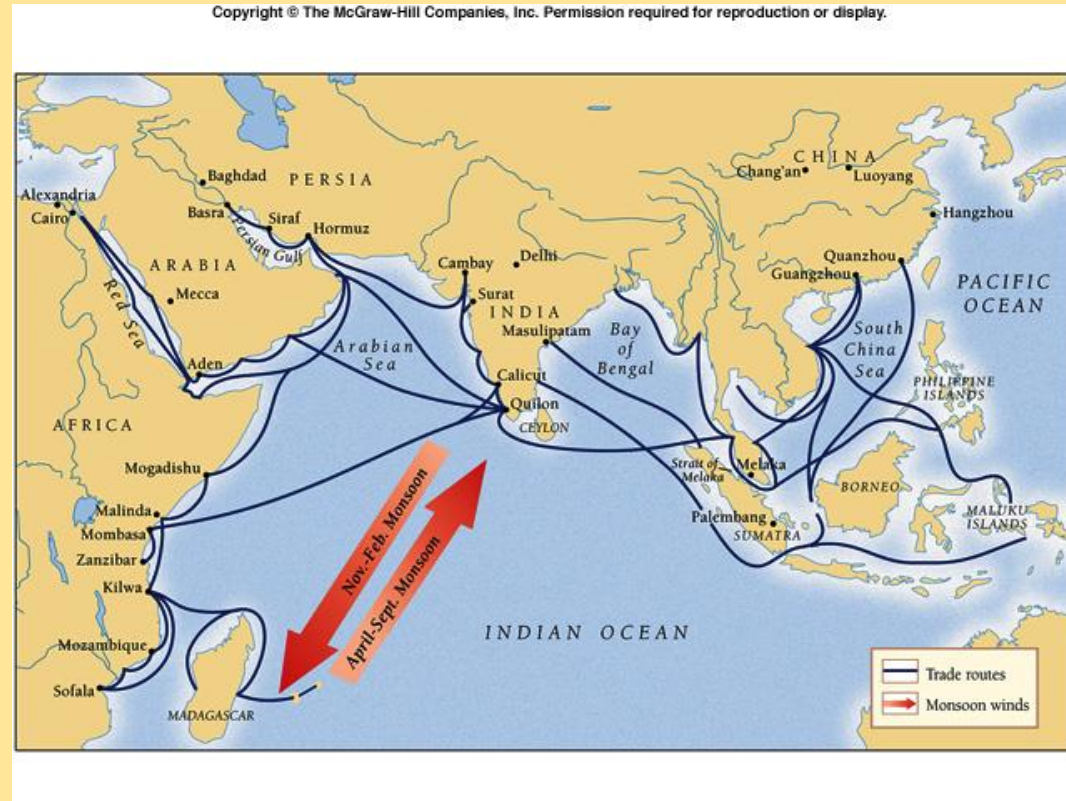 Copyright © The McGraw-Hill Companies, Inc. Permission required for reproduction or display.
Alexandria
Cairo
Baghdad
PERSIA
Basra
Siraf
Hormuz
Persian Gulf
ARABIA
Mecca
Red Sea
Aden
AFRICA
Arabian
Sea
Cambay
Delhi
Surat
INDIA
Masulipatam
Bay
of
Bengal
Calicut
Quilon
CEYLON
CHINA
Chang'an
Luoyang
Hangzhou
Quanzhou
Guangzhou
PACIFIC
OCEAN
South
China
Sea
PHILIPPINE
ISLANDS
Mogadishu
Malinda
Mombasa
Zanzibar
Kilwa
Mozambique
Sofala
MADAGASCAR
Nov.-Feb. Monsoon
April-Sept. Monsoon
Strait of
Melaka
Melaka
BORNEO
MALUKU
ISLANDS
Palembang
SUMATRA
INDIAN OCEAN
Trade routes
Monsoon winds